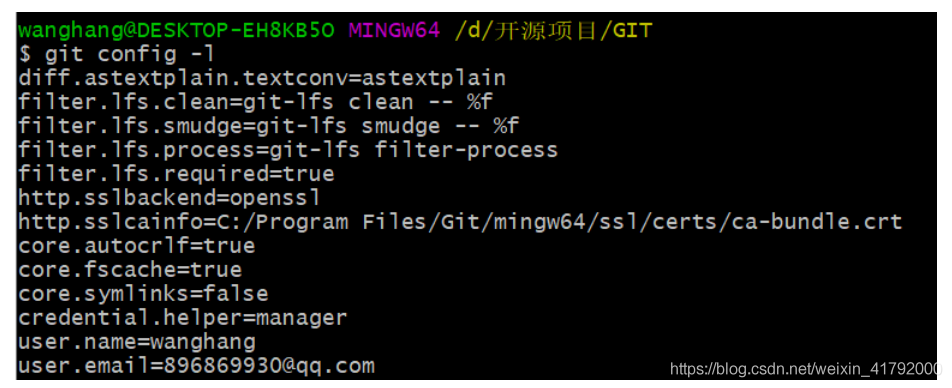 wanghang@DESKTOP-EH8KB5O MINGW64 /d/开源项目/GIT
$ git config -l
diff.astextplain.textconv=astextplain
filter.lfs.clean=git-lfs clean -- %f
filter.lfs.smudge=git-lfs smudge -- %f
filter.lfs.process=git-lfs filter-process
filter.lfs.required=true
http.sslbackend=openssl
http.sslcainfo=C:/Program Files/Git/mingw64/ssl/certs/ca-bundle.crt
core.autocrlf=true
core.fscache=true
core.symlinks=false
credential.helper=manager
user.name=wanghang
user.email=896869930@qq.com
https://blog.csdn.net/weixin_41792000